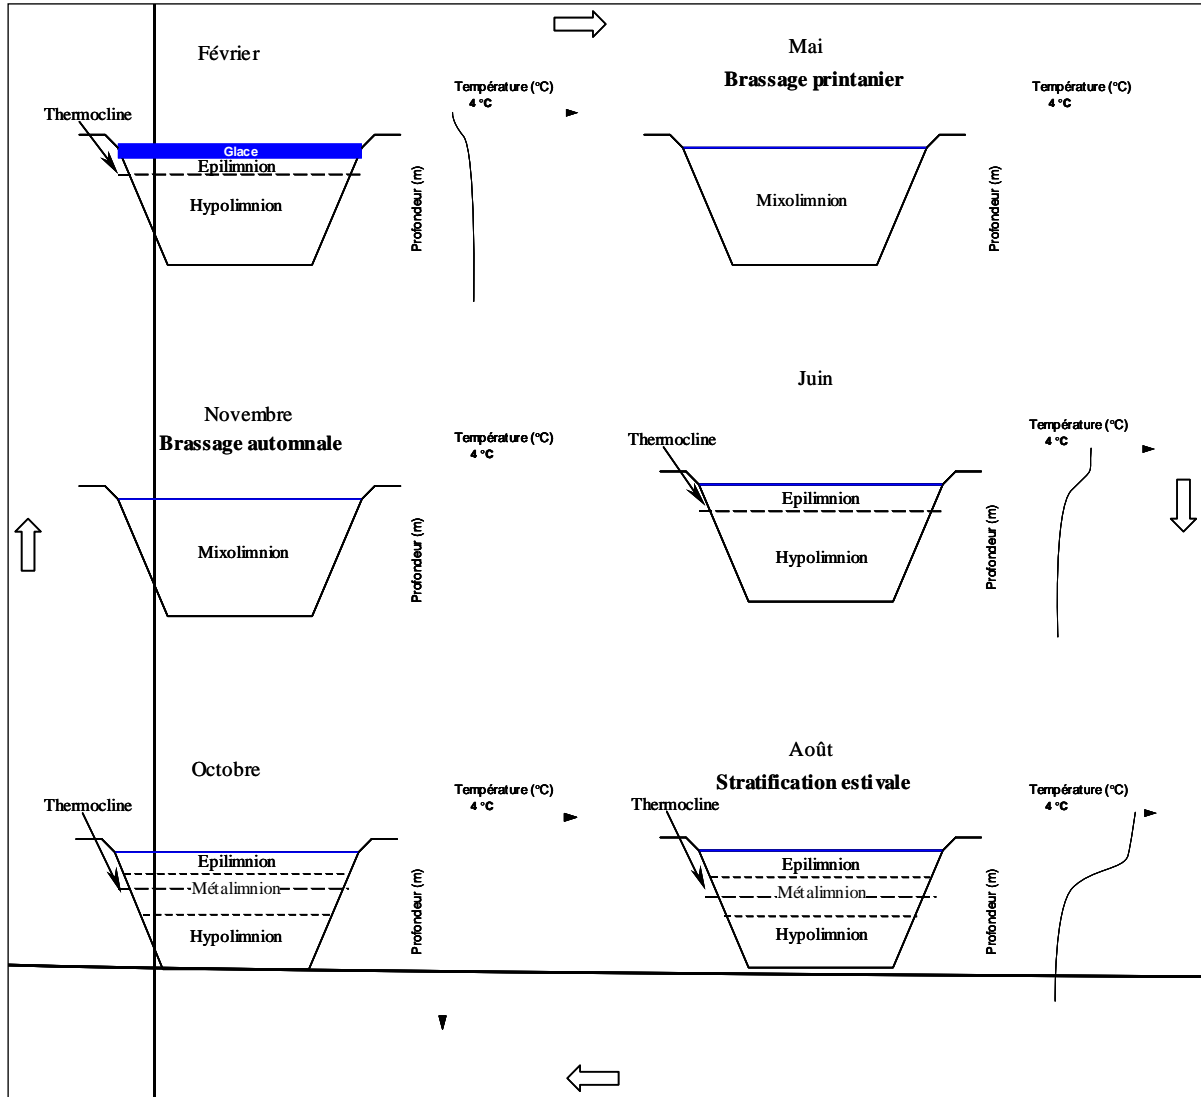 Février
Température (°C)
4 °C
Thermocline
Glace
Epilimnion
Hypolimnion
Profondeur (m)
Mai
Brassage printanier
Température (°C)
4 °C
Mixolimnion
Profondeur (m)
Novembre
Brassage automnale
Température (°C)
4 °C
Mixolimnion
Profondeur (m)
Juin
Température (°C)
4 °C
Thermocline
Epilimnion
Hypolimnion
Profondeur (m)
Octobre
Température (°C)
4 °C
Thermocline
Epilimnion
Métalimnion
Hypolimnion
Profondeur (m)
Août
Stratification estivale
Température (°C)
4 °C
Thermocline
Epilimnion
Métalimnion
Hypolimnion
Profondeur (m)